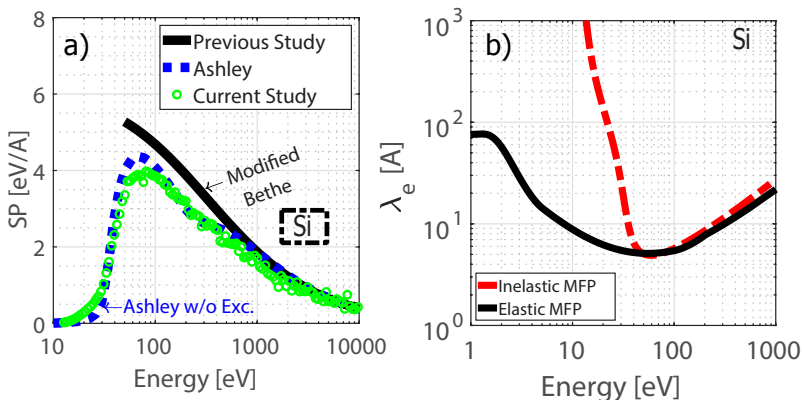 a)
Previous Study
Ashley
Current Study
Modified
Bethe
Si
Ashley w/o Exc.
SP [eV/A]
8
6
4
2
0
10 100 1000 10000
Energy [eV]
b)
Si
λe [A]
10³
10²
10¹
10⁰
Inelastic MFP
Elastic MFP
1 10 100 1000
Energy [eV]